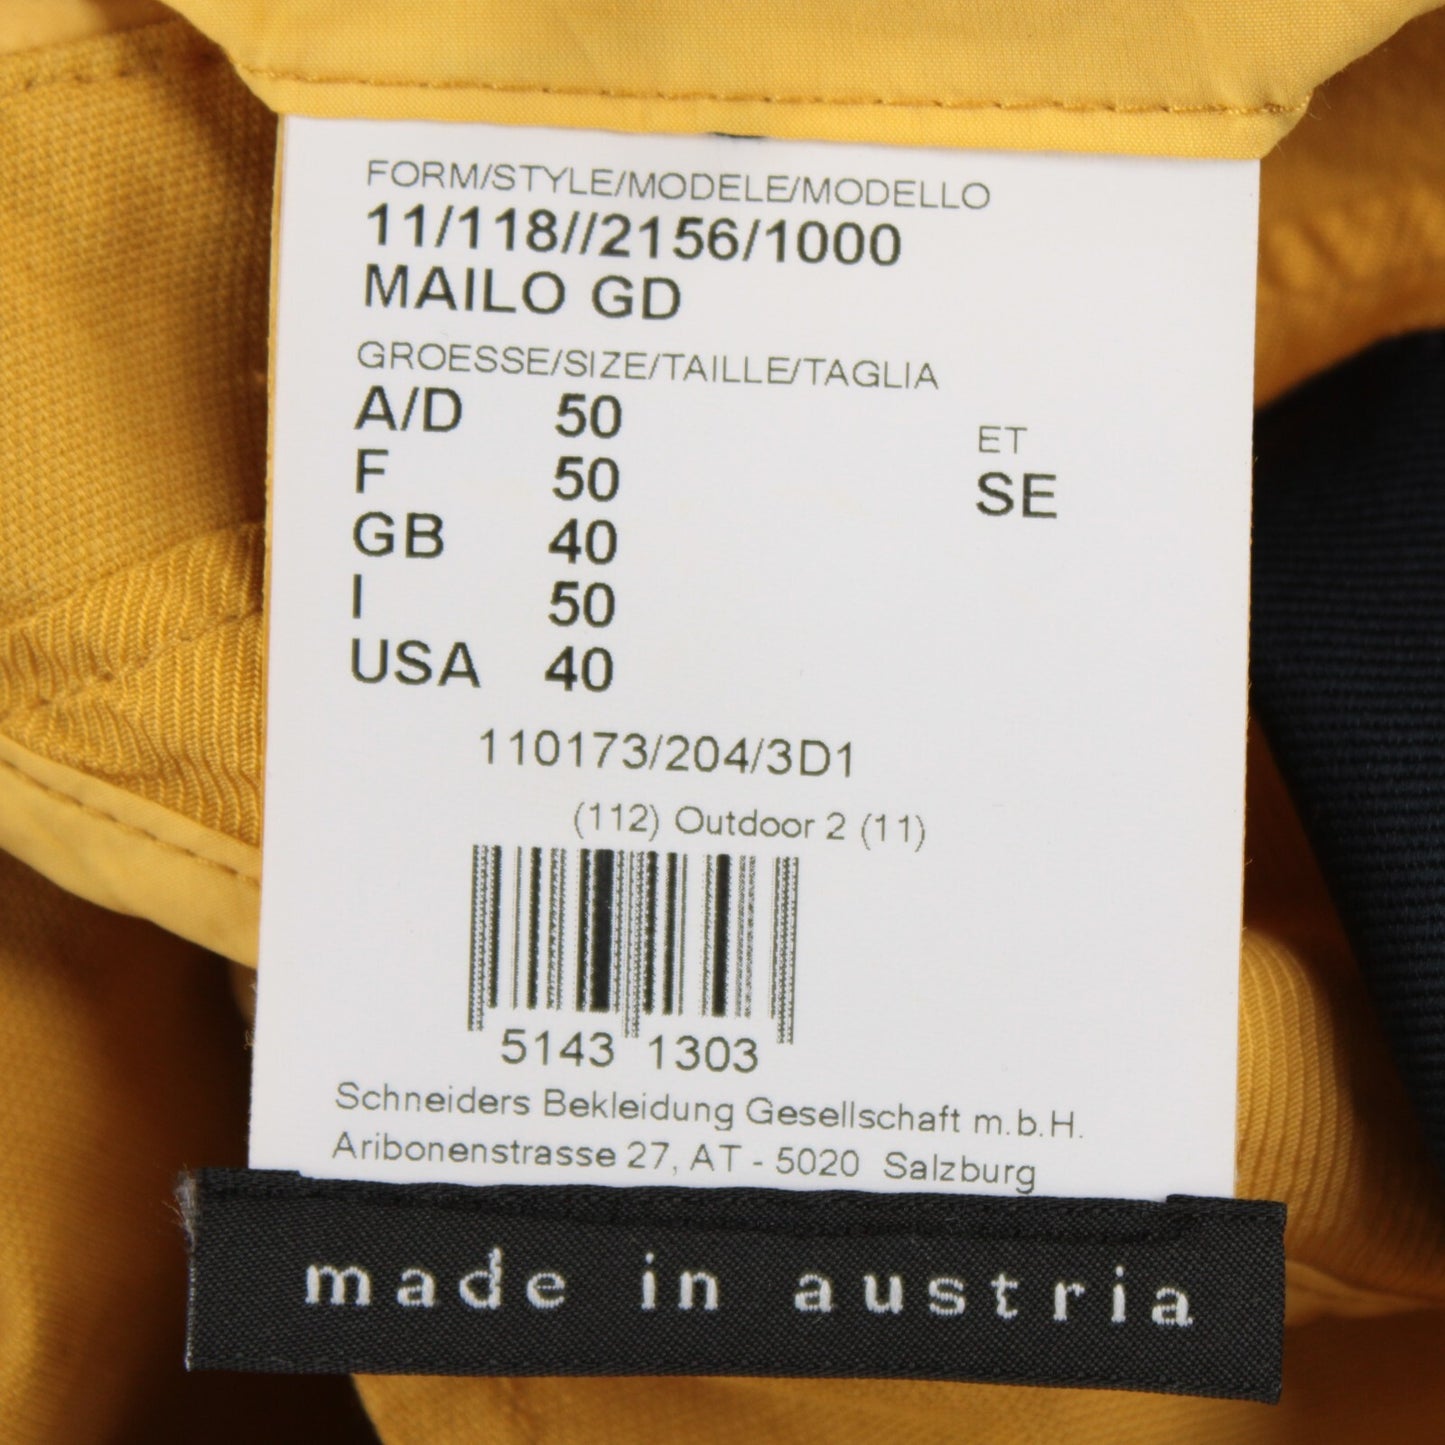 FORM/STYLE/MODELE/MODELLO
11/118//2156/1000
MAILO GD
GROESSE/SIZE/TAILLE/TAGLIA
A/D 50
ET
F 50
SE
GB 40
I 50
USA 40
110173/204/3D1
(112) Outdoor 2 (11)
5143 1303
Schneiders Bekleidung Gesellschaft m.b.H.
Aribonenstrasse 27, AT - 5020 Salzburg
made in austria